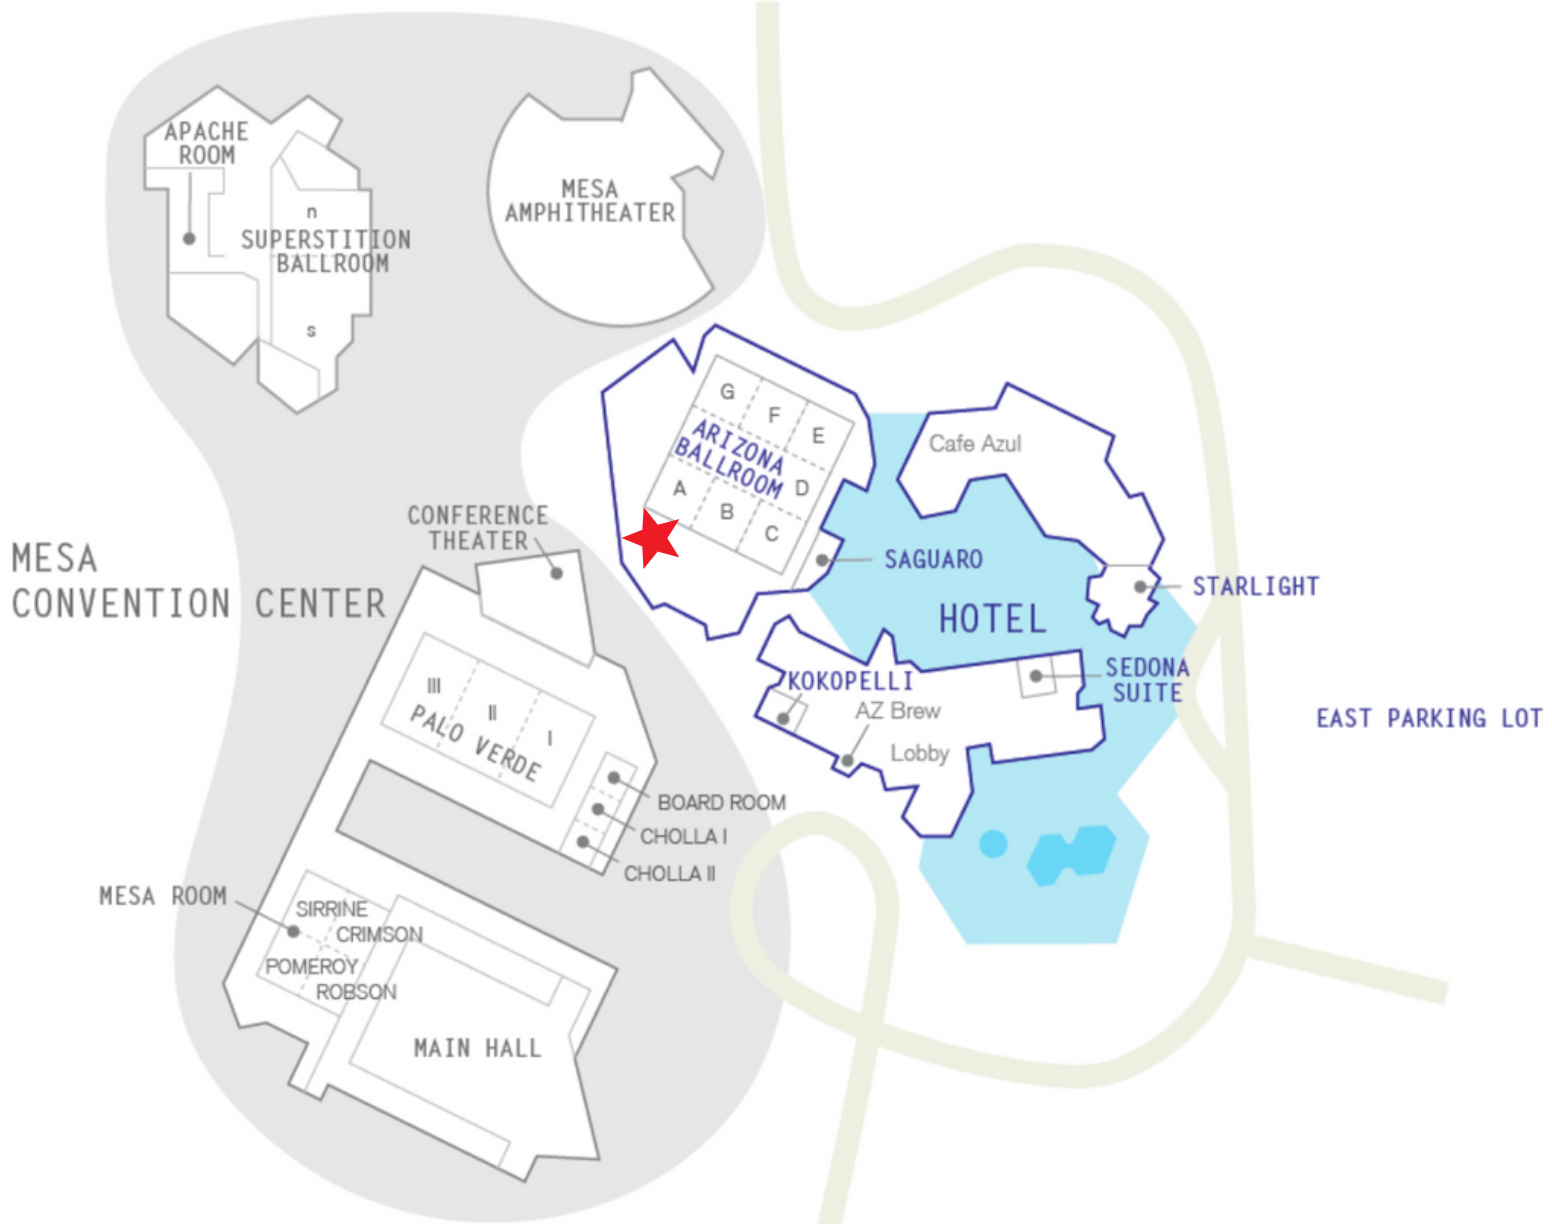 APACHE
ROOM
n
SUPERSTITION
BALLROOM
s
MESA
AMPHITHEATER
G
F
E
ARIZONA
BALLROOM
A
B
C
D
Cafe Azul
SAGUARO
STARLIGHT
HOTEL
CONFERENCE
THEATER
MESA
CONVENTION CENTER
KOKOPELLI
SEDONA
SUITE
AZ Brew
Lobby
EAST PARKING LOT
III
II
I
PALO VERDE
BOARD ROOM
CHOLLA I
CHOLLA II
MESA ROOM
SIRRINE
CRIMSON
POMEROY
ROBSON
MAIN HALL